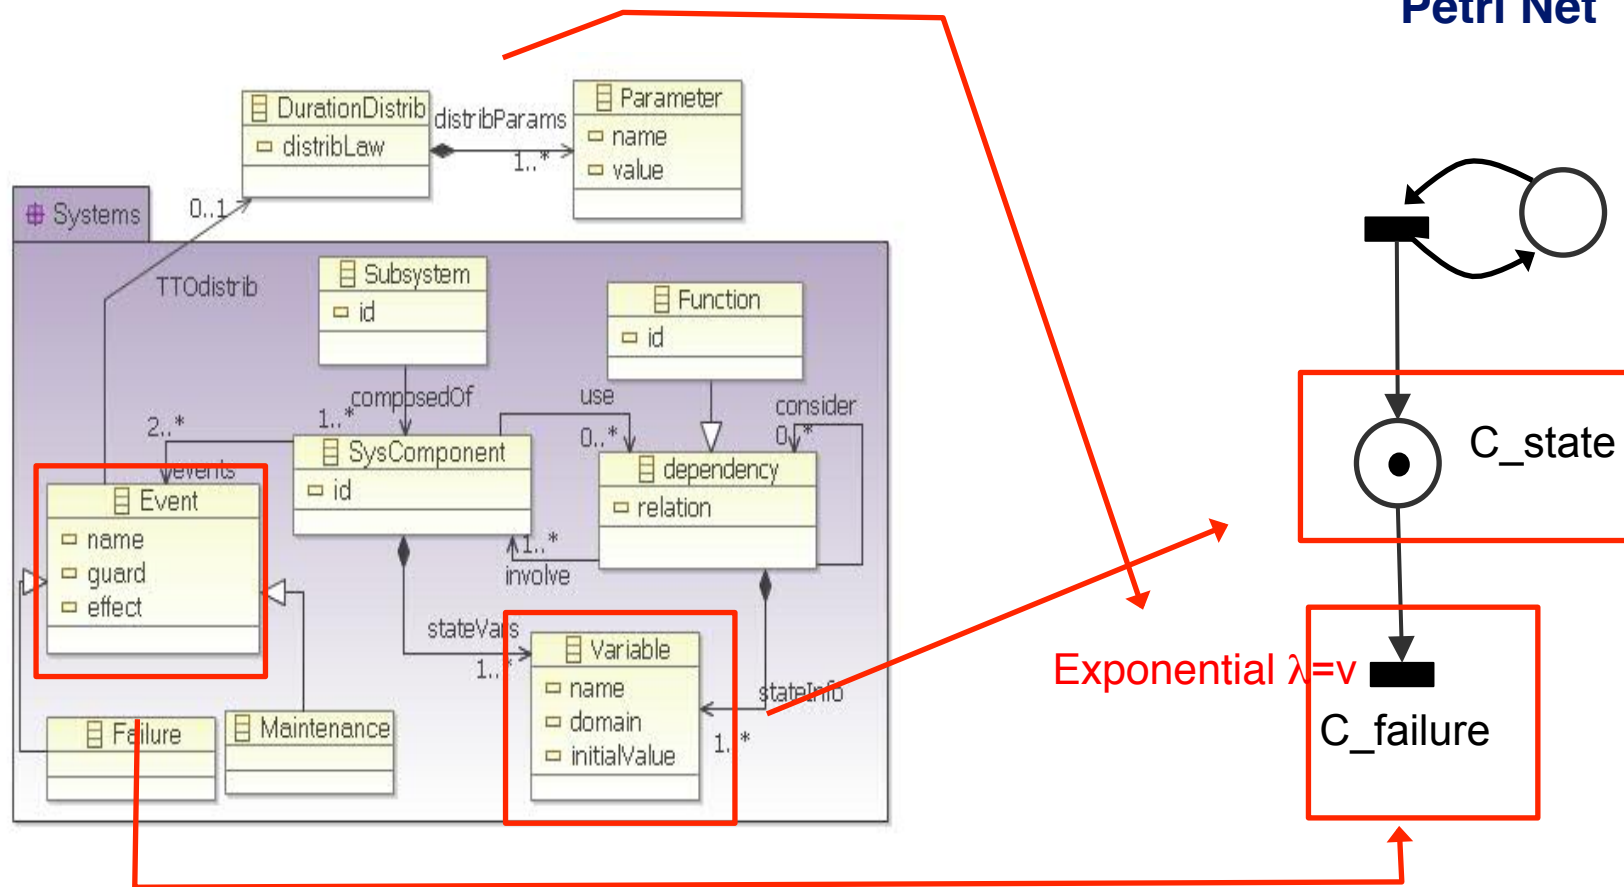 Petri Net
DurationDistrib
distribLaw
distribParams
1..*
Parameter
name
value
Systems
0..1
TTOdistrib
Subsystem
id
Function
id
composedOf
1..*
use
0..*
consider
0..*
2..*
events
SysComponent
id
dependency
relation
Event
name
guard
effect
1..*
involve
stateVars
1..*
Variable
name
domain
initialValue
stateInfo
1..*
Failure
Maintenance
C_state
Exponential λ=v
C_failure